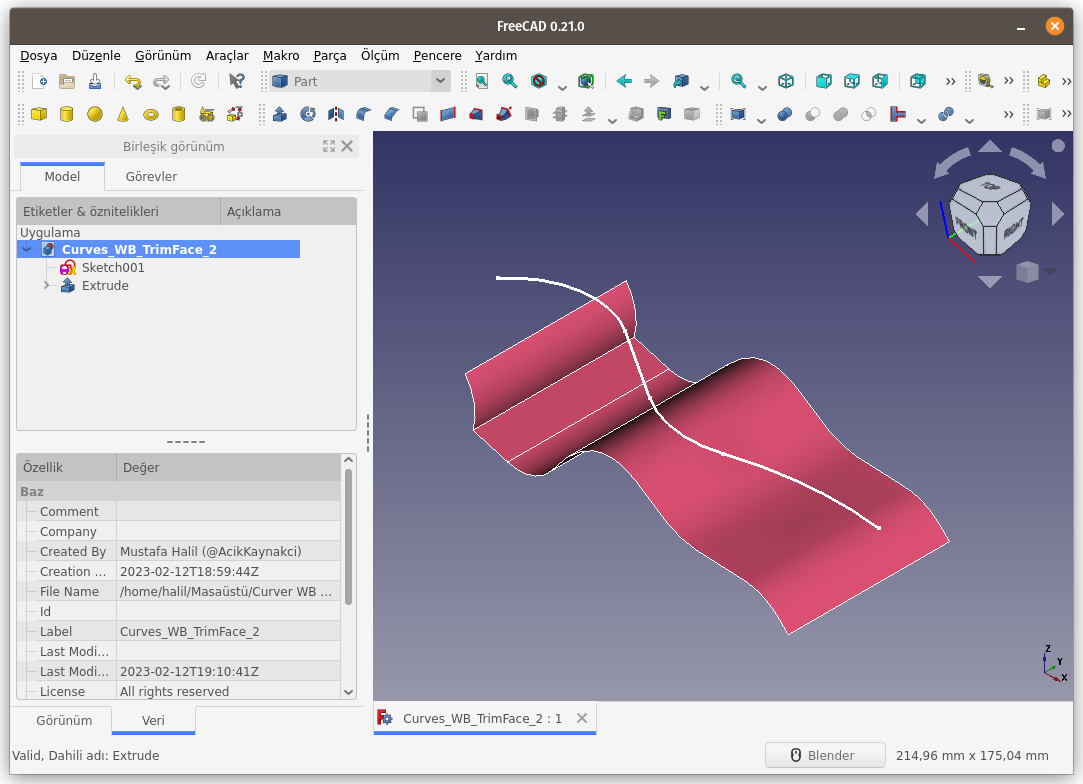 FreeCAD 0.21.0
Dosya Düzenle Görünüm Araçlar Makro Parça Ölçüm Pencere Yardım
Part
Birleşik görünüm
Model Görevler
Etiketler & öznitelikleri Açıklama
Uygulama
Curves_WB_TrimFace_2
Sketch001
Extrude
TOP
FRONT
RIGHT
Özellik Değer
Baz
Comment
Company
Created By Mustafa Halil (@AcikKaynakci)
Creation ... 2023-02-12T18:59:44Z
File Name /home/halil/Masaüstü/Curver WB ...
Id
Label Curves_WB_TrimFace_2
Last Modi...
Last Modi... 2023-02-12T19:10:41Z
License All rights reserved
Z
Y
X
Görünüm Veri
Curves_WB_TrimFace_2 : 1
Valid, Dahili adı: Extrude
Blender
214,96 mm x 175,04 mm